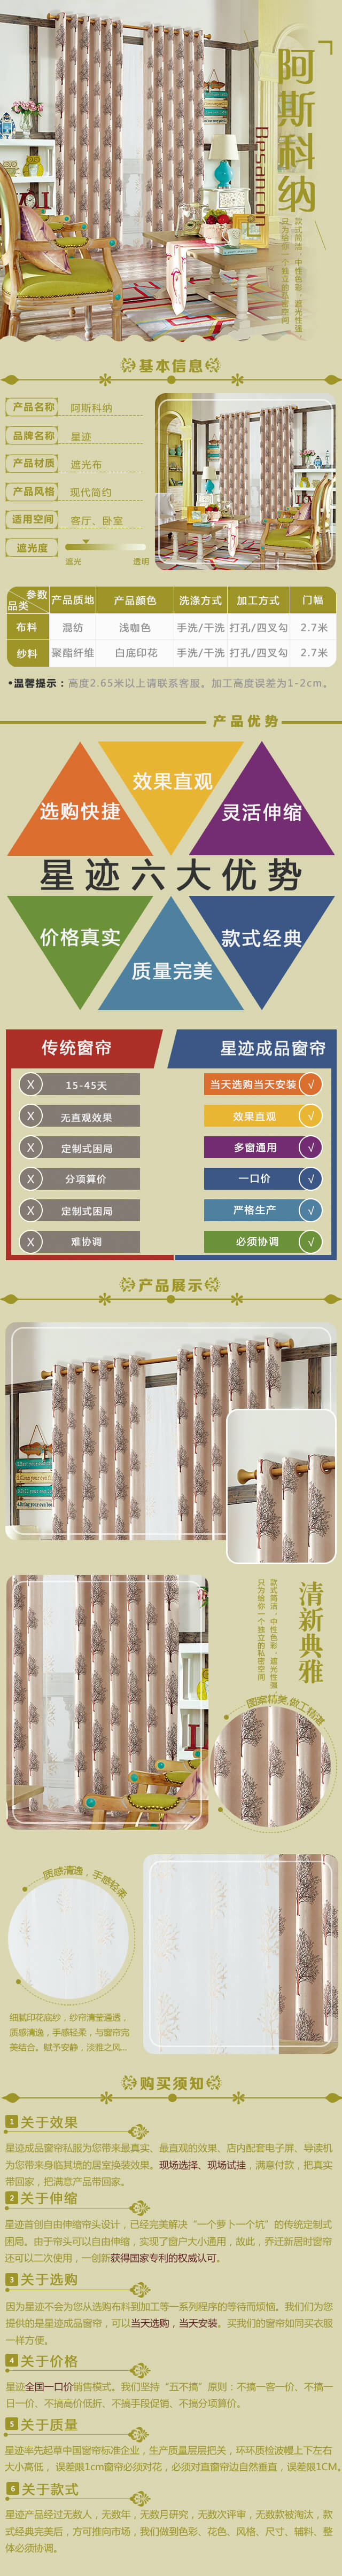 阿斯科纳
Besancon
款式简洁，中性色彩，遮光性强。
只为给你一个独立的私密空间
基本信息
产品名称 阿斯科纳
品牌名称 星迹
产品材质 遮光布
产品风格 现代简约
适用空间 客厅、卧室
遮光度 遮光 透明
参数 品类 产品质地 产品颜色 洗涤方式 加工方式 门幅
布料 混纺 浅咖色 手洗/干洗 打孔/四叉勾 2.7米
纱料 聚酯纤维 白底印花 手洗/干洗 打孔/四叉勾 2.7米
•温馨提示：高度2.65米以上请联系客服。加工高度误差为1-2cm。
产品优势
选购快捷
效果直观
灵活伸缩
星迹六大优势
价格真实
质量完美
款式经典
传统窗帘 星迹成品窗帘
X 15-45天 当天选购当天安装 √
X 无直观效果 效果直观 √
X 定制式困局 多窗通用 √
X 分项算价 一口价 √
X 定制式困局 严格生产 √
X 难协调 必须协调 √
产品展示
清新典雅
款式简洁，中性色彩，遮光性强。
只为给你一个独立的私密空间
图案精美，做工精湛
质感清逸，手感轻柔
细腻印花底纱，纱帘清莹通透，
质感清逸，手感轻柔，与窗帘完
美结合。赋予安静，淡雅之风...
购买须知
1 关于效果
星迹成品窗帘私服为您带来最真实、最直观的效果、店内配套电子屏、导读机
为您带来身临其境的居室换装效果。现场选择、现场试挂，满意付款，把真实
带回家，把满意产品带回家。
2 关于伸缩
星迹首创自由伸缩帘头设计，已经完美解决“一个萝卜一个坑”的传统定制式
困局。由于帘头可以自由伸缩，实现了窗户大小通用，故此，乔迁新居时窗帘
还可以二次使用，一创新获得国家专利的权威认可。
3 关于选购
因为星迹不会为您从选购布料到加工等一系列程序的等待而烦恼。我们们为您
提供的是星迹成品窗帘，可以当天选购，当天安装。买我们的窗帘如同买衣服
一样方便。
4 关于价格
星迹全国一口价销售模式。我们坚持“五不搞”原则：不搞一客一价、不搞一
日一价、不搞高价低折、不搞手段促销、不搞分项算价。
5 关于质量
星迹率先起草中国窗帘标准企业，生产质量层层把关，环环质检波幔上下左右
大小高低， 误差限1cm窗帘必须对花，必须对直窗帘边自然垂直，误差限1CM。
6 关于款式
星迹产品经过无数人，无数年，无数月研究，无数次评审，无数款被淘汰，款
式经典完美后，方可推向市场，我们做到色彩、花色、风格、尺寸、辅料、整
体必须协调。